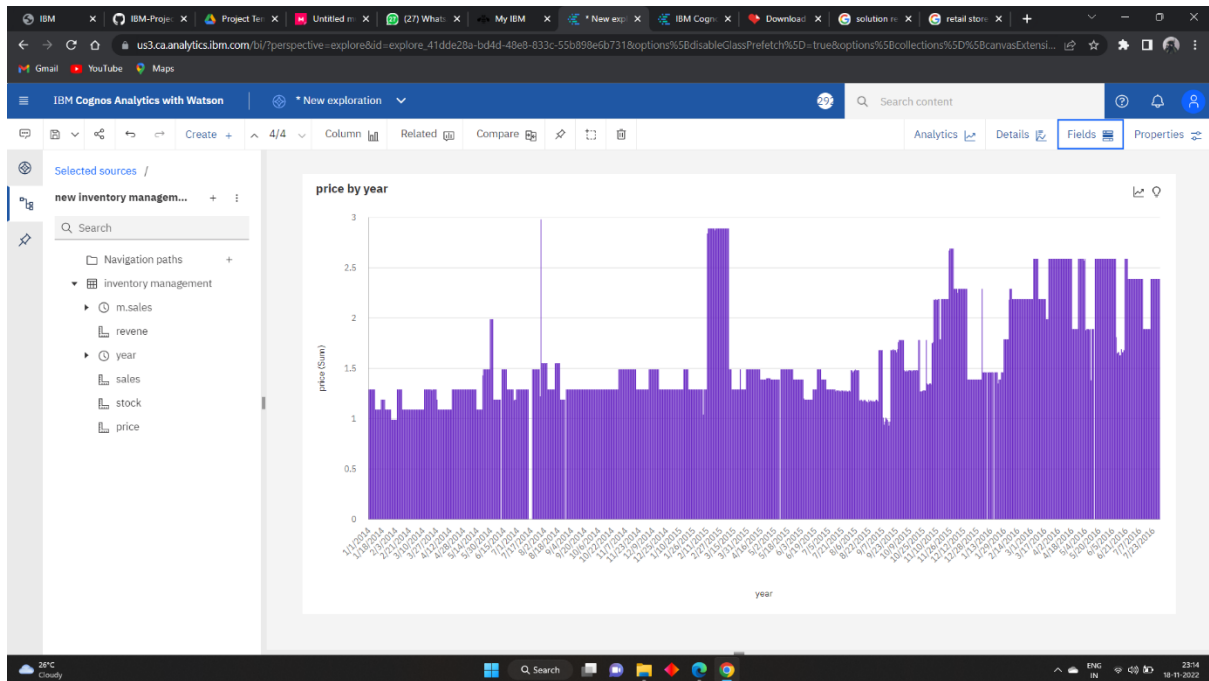 IBM
IBM-Projec
Project Ten
Untitled m
(27) Whats
My IBM
* New expl
IBM Cogno
Download
solution re
retail store
us3.ca.analytics.ibm.com/bi/?perspective=explore&id=explore_41dde28a-bd4d-48e8-833c-55b898e6b731&options%5BdisableGlassPrefetch%5D=true&options%5Bcollections%5D%5BcanvasExtensi...
Gmail YouTube Maps
IBM Cognos Analytics with Watson * New exploration Search content
Create + 4/4 Column Related Compare Analytics Details Fields Properties
Selected sources /
new inventory managem...
Search
Navigation paths
inventory management
m.sales
revene
year
sales
stock
price
price by year
price (Sum)
3
2.5
2
1.5
1
0.5
0
year
26°C
Cloudy
Search
ENG
IN
23:14
18-11-2022